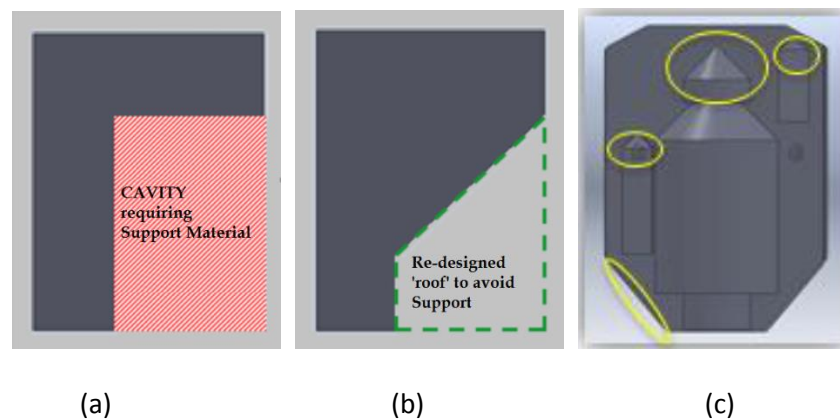 CAVITY
requiring
Support Material
Re-designed
'roof' to avoid
Support
(a)
(b)
(c)